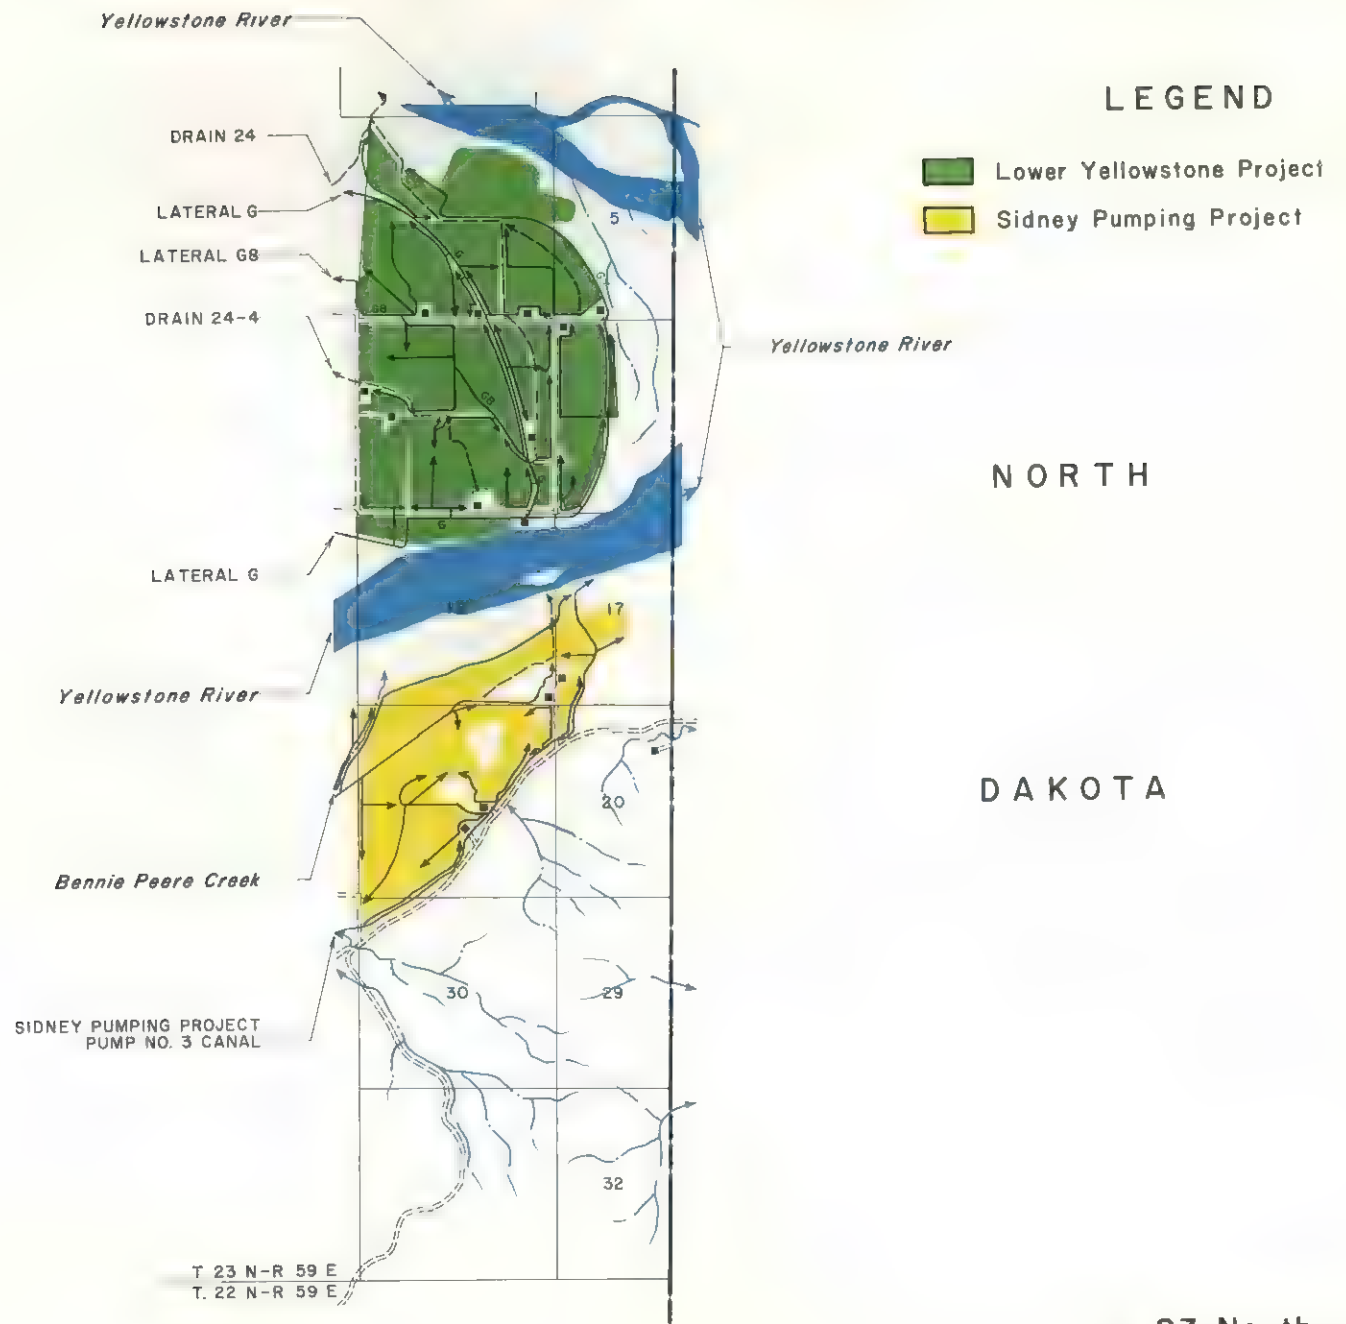 Yellowstone River
LEGEND
DRAIN 24
Lower Yellowstone Project
LATERAL G
5
Sidney Pumping Project
LATERAL G8
G
G
G8
DRAIN 24-4
Yellowstone River
G8
NORTH
G
G
LATERAL G
17
Yellowstone River
DAKOTA
20
Bennie Peere Creek
30
29
SIDNEY PUMPING PROJECT
PUMP NO. 3 CANAL
32
T 23 N-R 59 E
T. 22 N-R 59 E